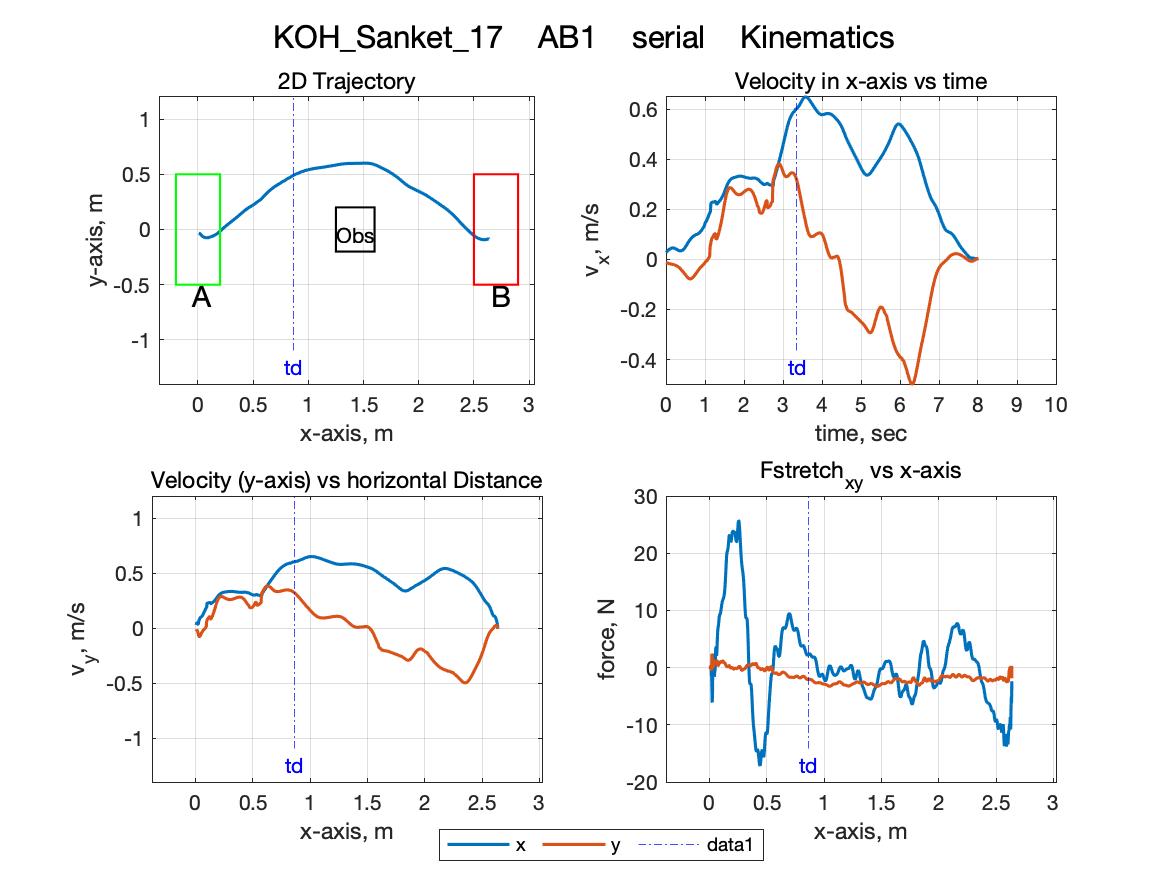 KOH_Sanket_17 AB1 serial Kinematics
2D Trajectory
1
0.5
0
-0.5
-1
y-axis, m
Obs
A
B
td
0 0.5 1 1.5 2 2.5 3
x-axis, m
Velocity in x-axis vs time
0.6
0.4
0.2
0
-0.2
-0.4
vx, m/s
td
0 1 2 3 4 5 6 7 8 9 10
time, sec
Velocity (y-axis) vs horizontal Distance
1
0.5
0
-0.5
-1
vy, m/s
td
0 0.5 1 1.5 2 2.5 3
x-axis, m
Fstretchxy vs x-axis
30
20
10
0
-10
-20
force, N
td
0 0.5 1 1.5 2 2.5 3
x-axis, m
x y data1